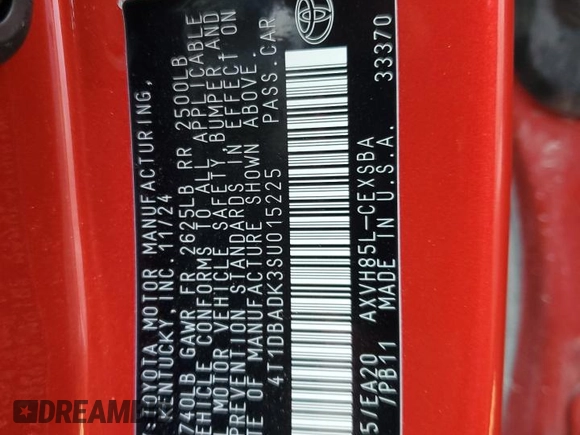 :TOYOTA MOTOR MANUFACTURING,
KENTUCKY, INC. 11/24
740LB GAWR FR 2625LB RR 2500LB
VEHICLE CONFORMS TO ALL APPLICABLE
L MOTOR VEHICLE SAFETY, BUMPER, AND
PREVENTION STANDARDS IN EFFECT ON
TE OF MANUFACTURE SHOWN ABOVE.
4T1DBADK3SU015225 PASS.CAR
5/EA20 AXVH85L-CEXSBA
/PB11 MADE IN U.S.A. 33370
DREAM